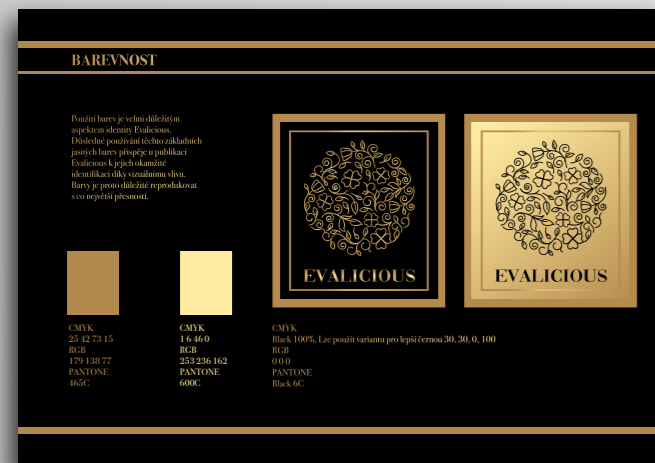 BAREVNOST
Použití barev je velmi důležitým
aspektem identity Evalicious.
Důsledné používání těchto základních
jasných barev přispěje u publikací
Evalicious k jejich okamžité
identifikaci díky vizuálnímu vlivu.
Barvy je proto důležité reprodukovat
s co největší přesností.
EVALICIOUS
EVALICIOUS
CMYK
25 42 73 15
RGB
179 138 77
PANTONE
465C
CMYK
1 6 46 0
RGB
253 236 162
PANTONE
600C
CMYK
Black 100%, Lze použít variantu pro lepší černou 30, 30, 0, 100
RGB
0 0 0
PANTONE
Black 6C